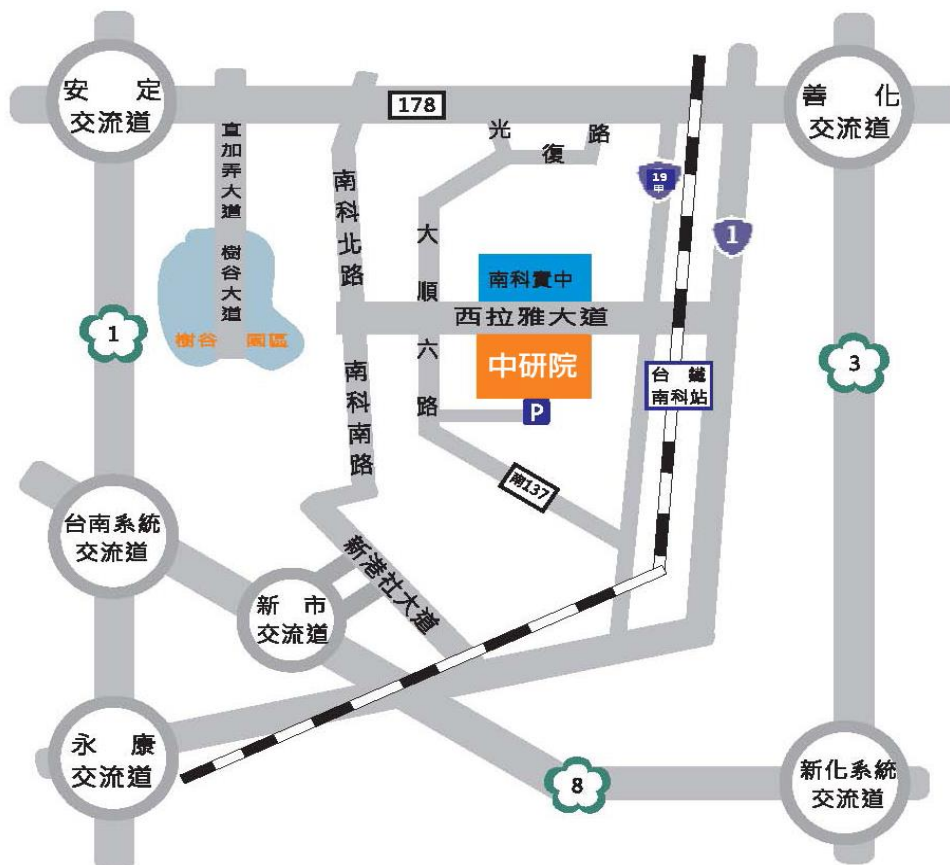 安 定
交流道
178
善 化
交流道
光復路
直加弄大道
樹谷大道
樹谷 園區
南科北路
大順六路
19
甲
1
南科實中
西拉雅大道
中研院
P
1
3
台 鐵
南科站
南科南路
南137
台南系統
交流道
新港社大道
新 市
交流道
永 康
交流道
8
新化系統
交流道